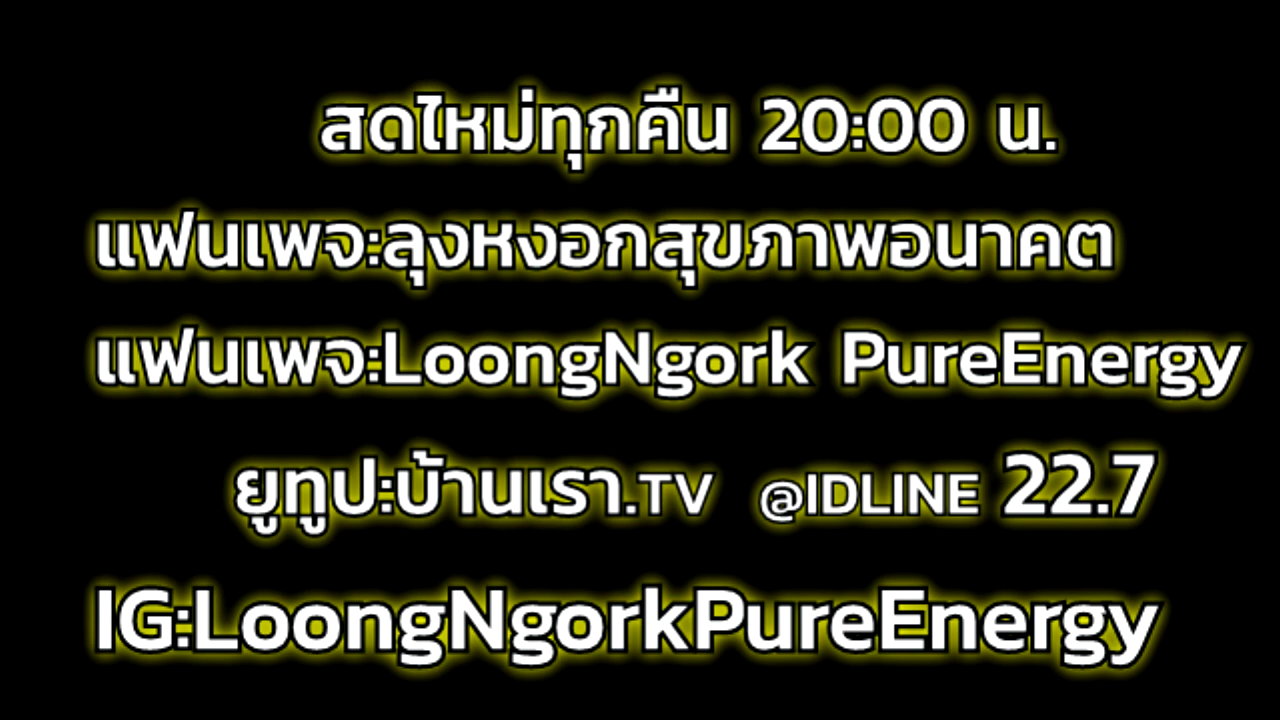 สดใหม่ทุกคืน 20:00 น.
แฟนเพจ:ลุงหงอกสุขภาพอนาคต
แฟนเพจ:LoongNgork PureEnergy
ยูทูป:บ้านเรา.TV @IDLINE 22.7
IG:LoongNgorkPureEnergy